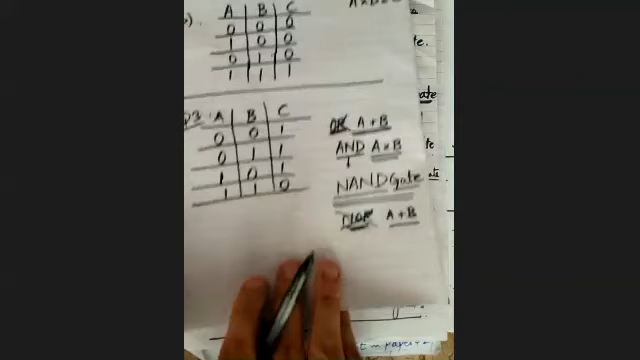 A B C
0 0 0
1 0 0
0 1 0
1 1 1
A B C
0 0 1
0 1 1
1 0 1
1 1 0
OR A + B
AND A × B
NAND Gate
NOR A + B